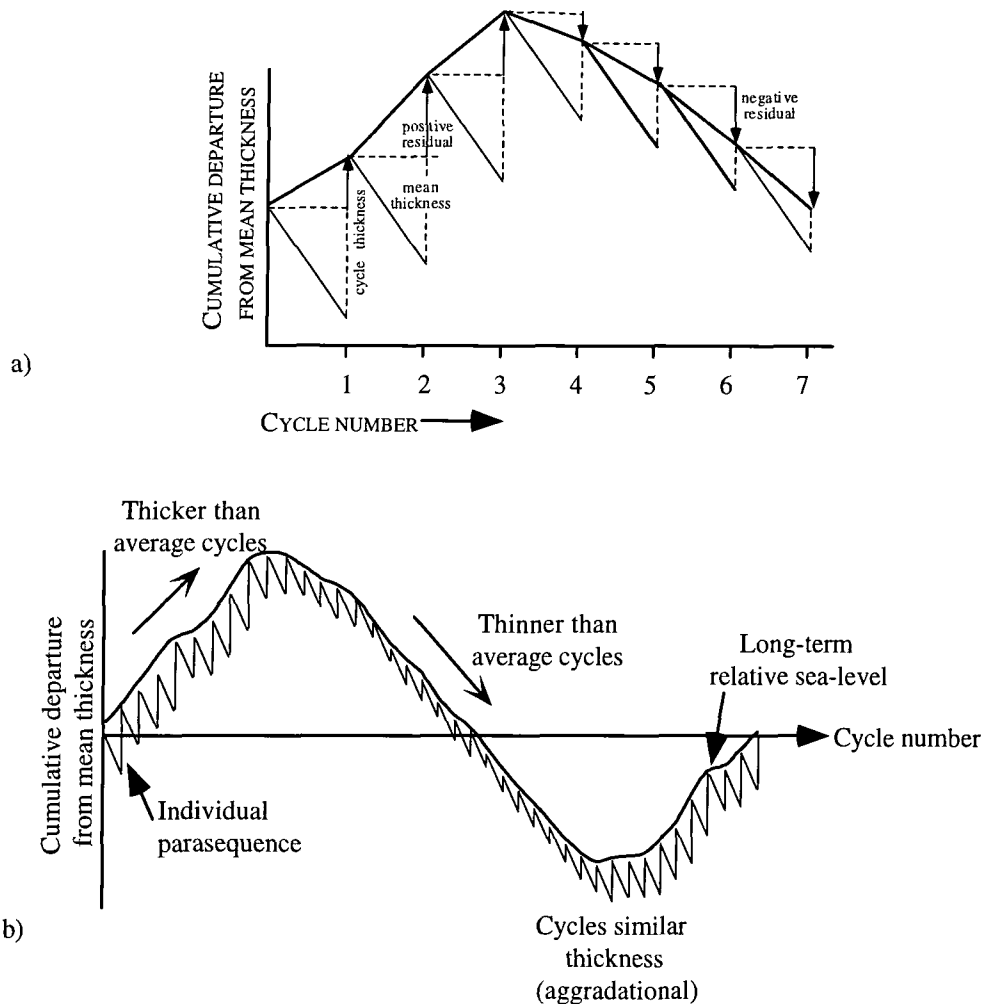 CUMULATIVE DEPARTURE
FROM MEAN THICKNESS
positive
residual
mean
thickness
cycle thickness
negative
residual
a)
1 2 3 4 5 6 7
CYCLE NUMBER
Thicker than
average cycles
Thinner than
average cycles
Long-term
relative sea-level
Cumulative departure
from mean thickness
Cycle number
Individual
parasequence
b)
Cycles similar
thickness
(aggradational)